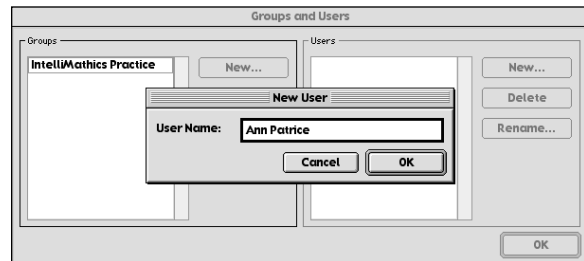 Groups and Users
Groups
Users
IntelliMathics Practice
New...
New...
Delete
Rename...
New User
User Name:
Ann Patrice
Cancel
OK
OK